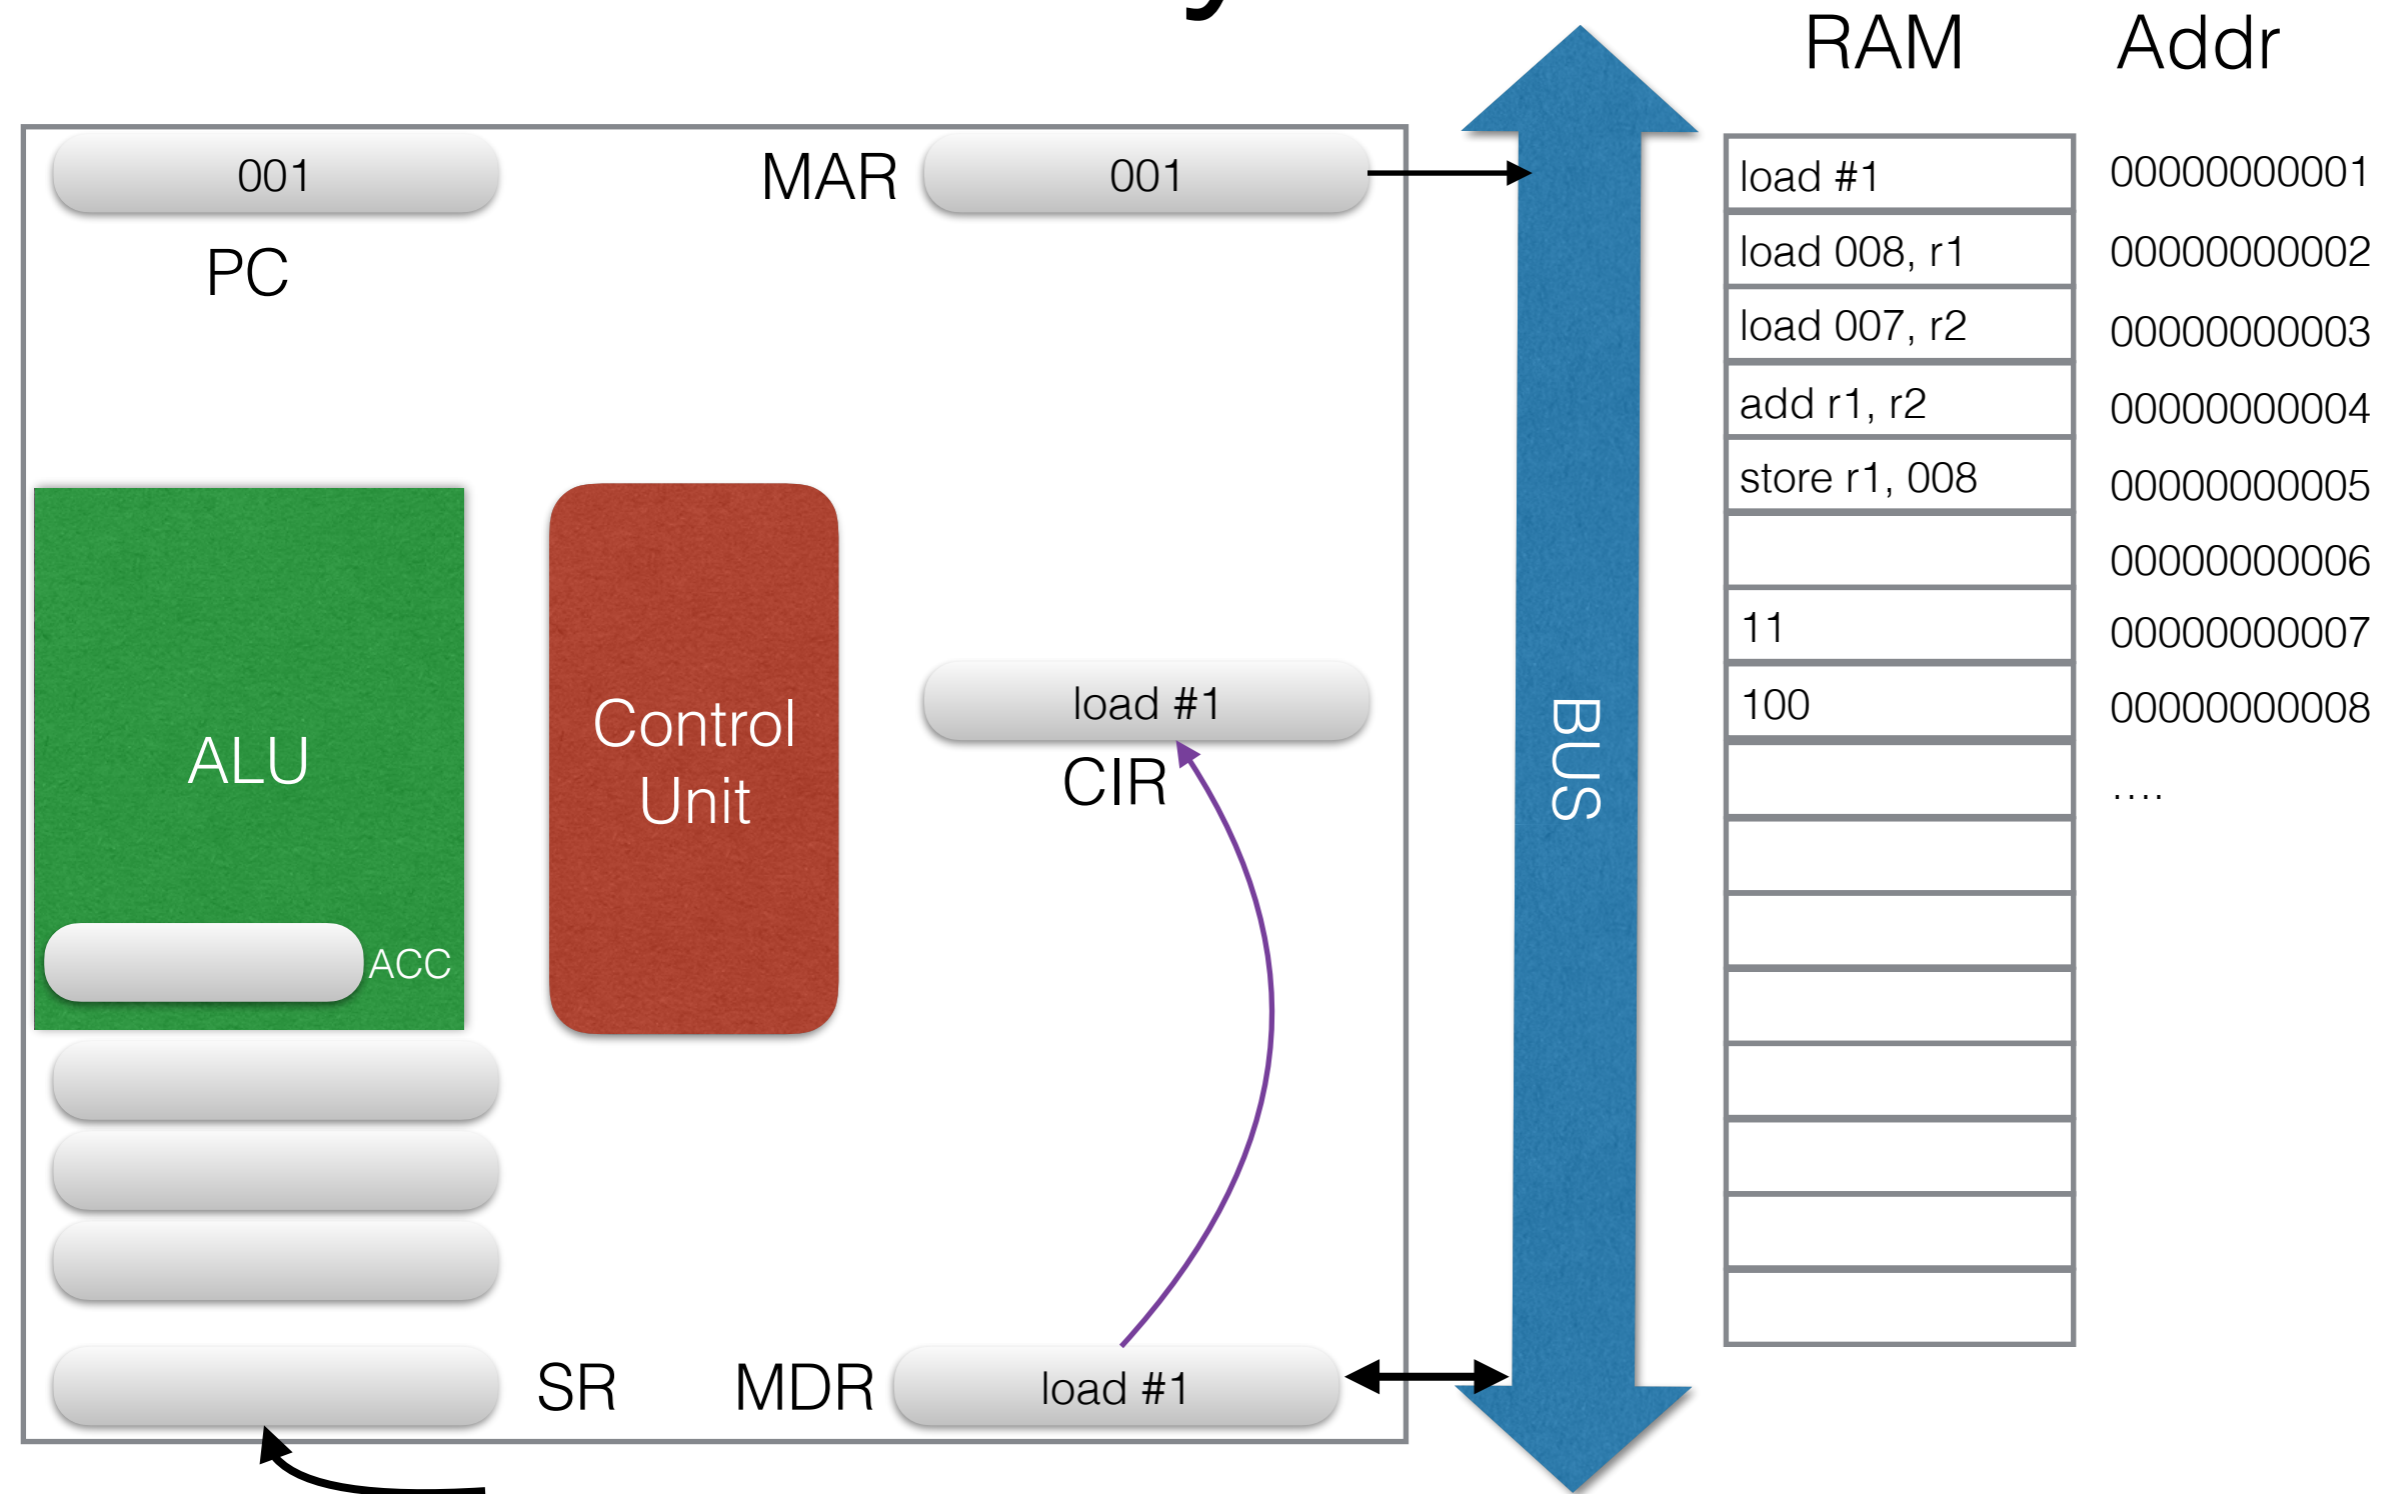 RAM
Addr
001
PC
MAR
001
ALU
ACC
Control
Unit
load #1
CIR
SR
MDR
load #1
BUS
load #1
00000000001
load 008, r1
00000000002
load 007, r2
00000000003
add r1, r2
00000000004
store r1, 008
00000000005
00000000006
11
00000000007
100
00000000008
....